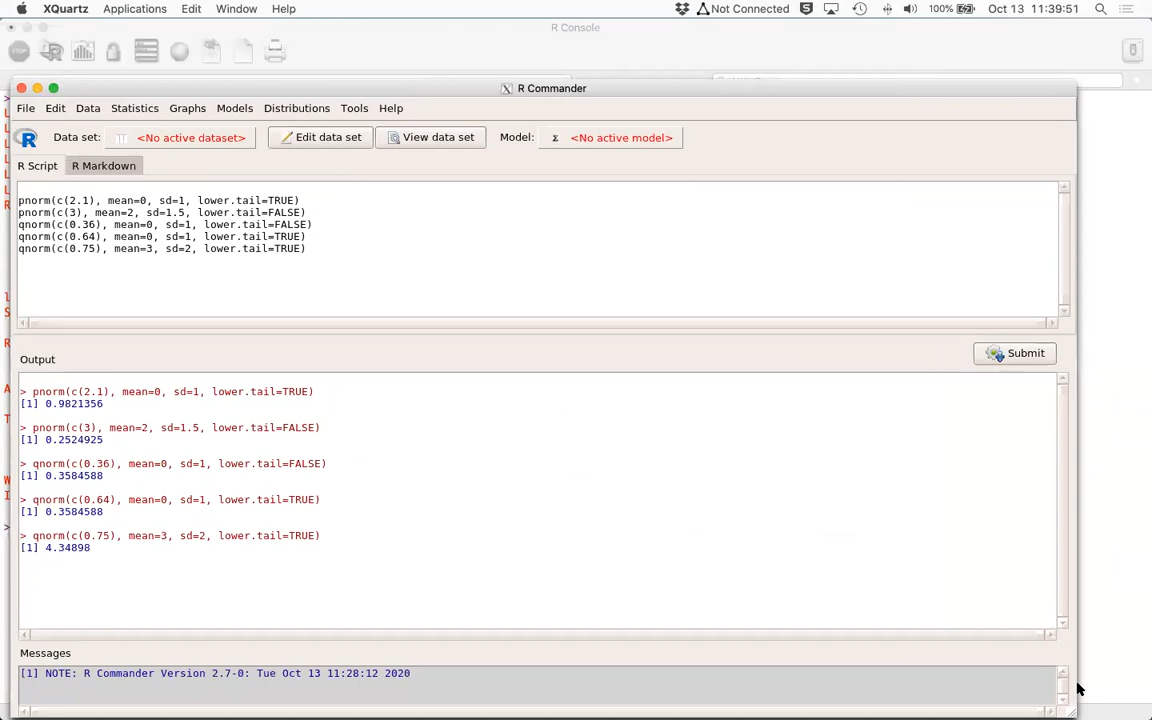 XQuartz Applications Edit Window Help Not Connected 5 100% Oct 13 11:39:51
R Console
STOP
X R Commander
File Edit Data Statistics Graphs Models Distributions Tools Help
R Data set: <No active dataset> Edit data set View data set Model: Σ <No active model>
R Script R Markdown
pnorm(c(2.1), mean=0, sd=1, lower.tail=TRUE)
pnorm(c(3), mean=2, sd=1.5, lower.tail=FALSE)
qnorm(c(0.36), mean=0, sd=1, lower.tail=FALSE)
qnorm(c(0.64), mean=0, sd=1, lower.tail=TRUE)
qnorm(c(0.75), mean=3, sd=2, lower.tail=TRUE)
Output Submit
> pnorm(c(2.1), mean=0, sd=1, lower.tail=TRUE)
[1] 0.9821356
> pnorm(c(3), mean=2, sd=1.5, lower.tail=FALSE)
[1] 0.2524925
> qnorm(c(0.36), mean=0, sd=1, lower.tail=FALSE)
[1] 0.3584588
> qnorm(c(0.64), mean=0, sd=1, lower.tail=TRUE)
[1] 0.3584588
> qnorm(c(0.75), mean=3, sd=2, lower.tail=TRUE)
[1] 4.34898
Messages
[1] NOTE: R Commander Version 2.7-0: Tue Oct 13 11:28:12 2020